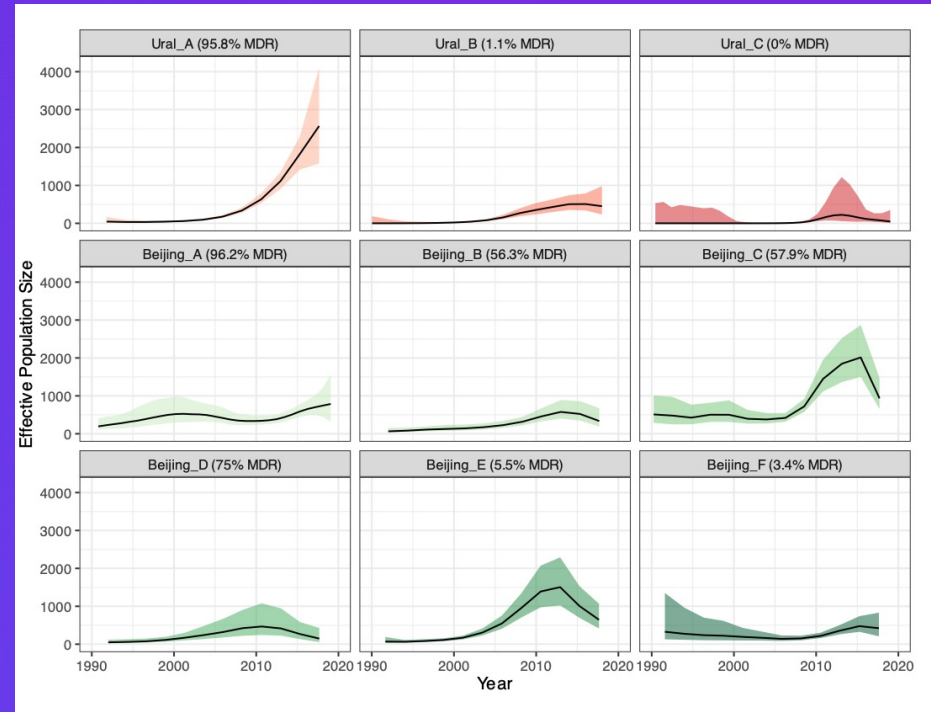 Ural_A (95.8% MDR)
Ural_B (1.1% MDR)
Ural_C (0% MDR)
4000
3000
2000
1000
0
Beijing_A (96.2% MDR)
Beijing_B (56.3% MDR)
Beijing_C (57.9% MDR)
4000
3000
2000
1000
0
Effective Population Size
Beijing_D (75% MDR)
Beijing_E (5.5% MDR)
Beijing_F (3.4% MDR)
4000
3000
2000
1000
0
1990 2000 2010 2020 1990 2000 2010 2020 1990 2000 2010 2020
Year